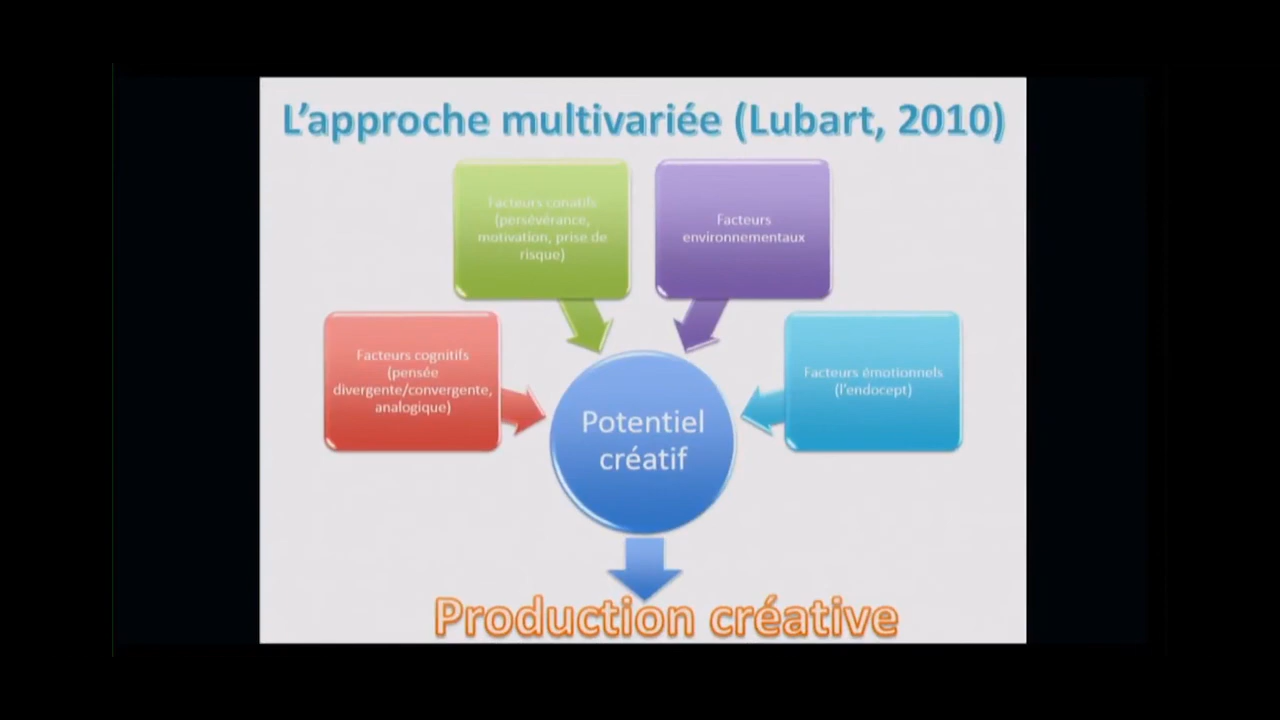 L'approche multivariée (Lubart, 2010)
Facteurs conatifs
(persévérance,
motivation, prise de
risque)
Facteurs
environnementaux
Facteurs cognitifs
(pensée
divergente/convergente,
analogique)
Facteurs émotionnels
(l'endocept)
Potentiel
créatif
Production créative